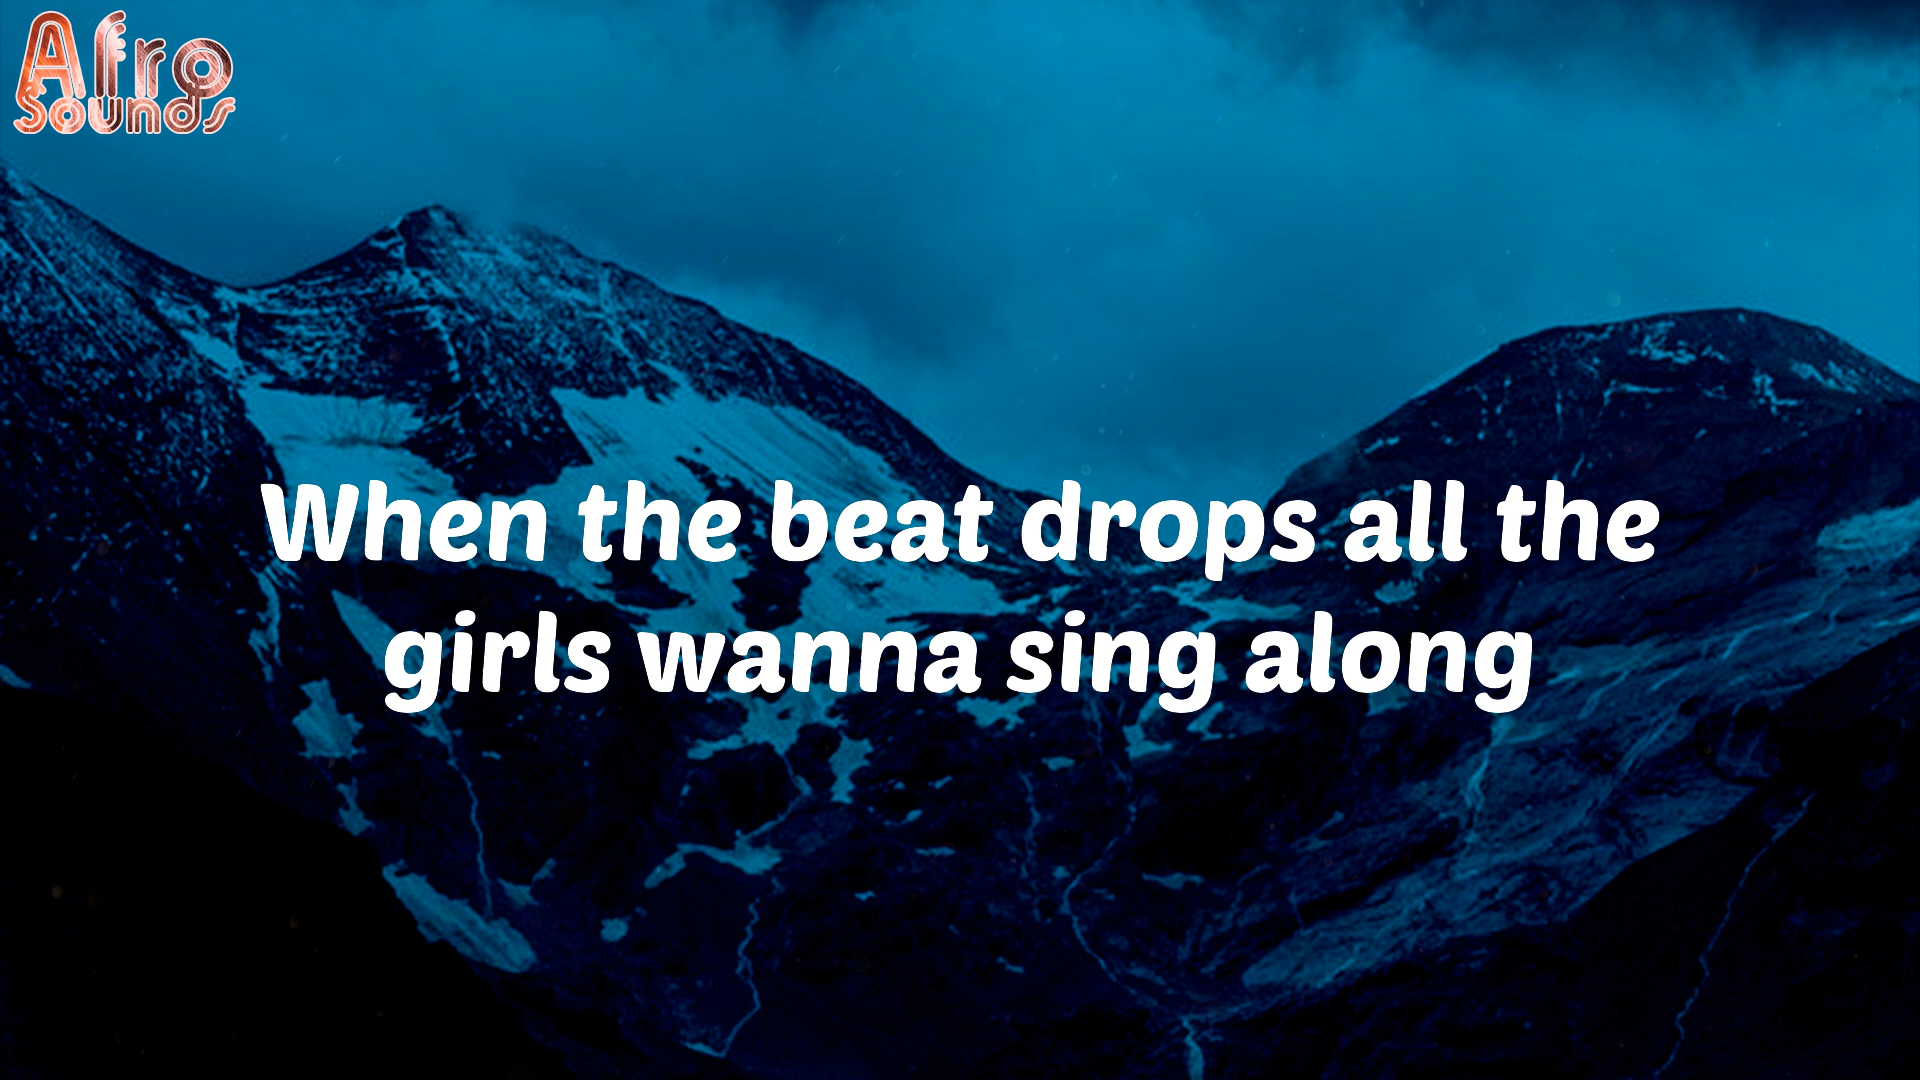 Afro
Sounds
When the beat drops all the
girls wanna sing along